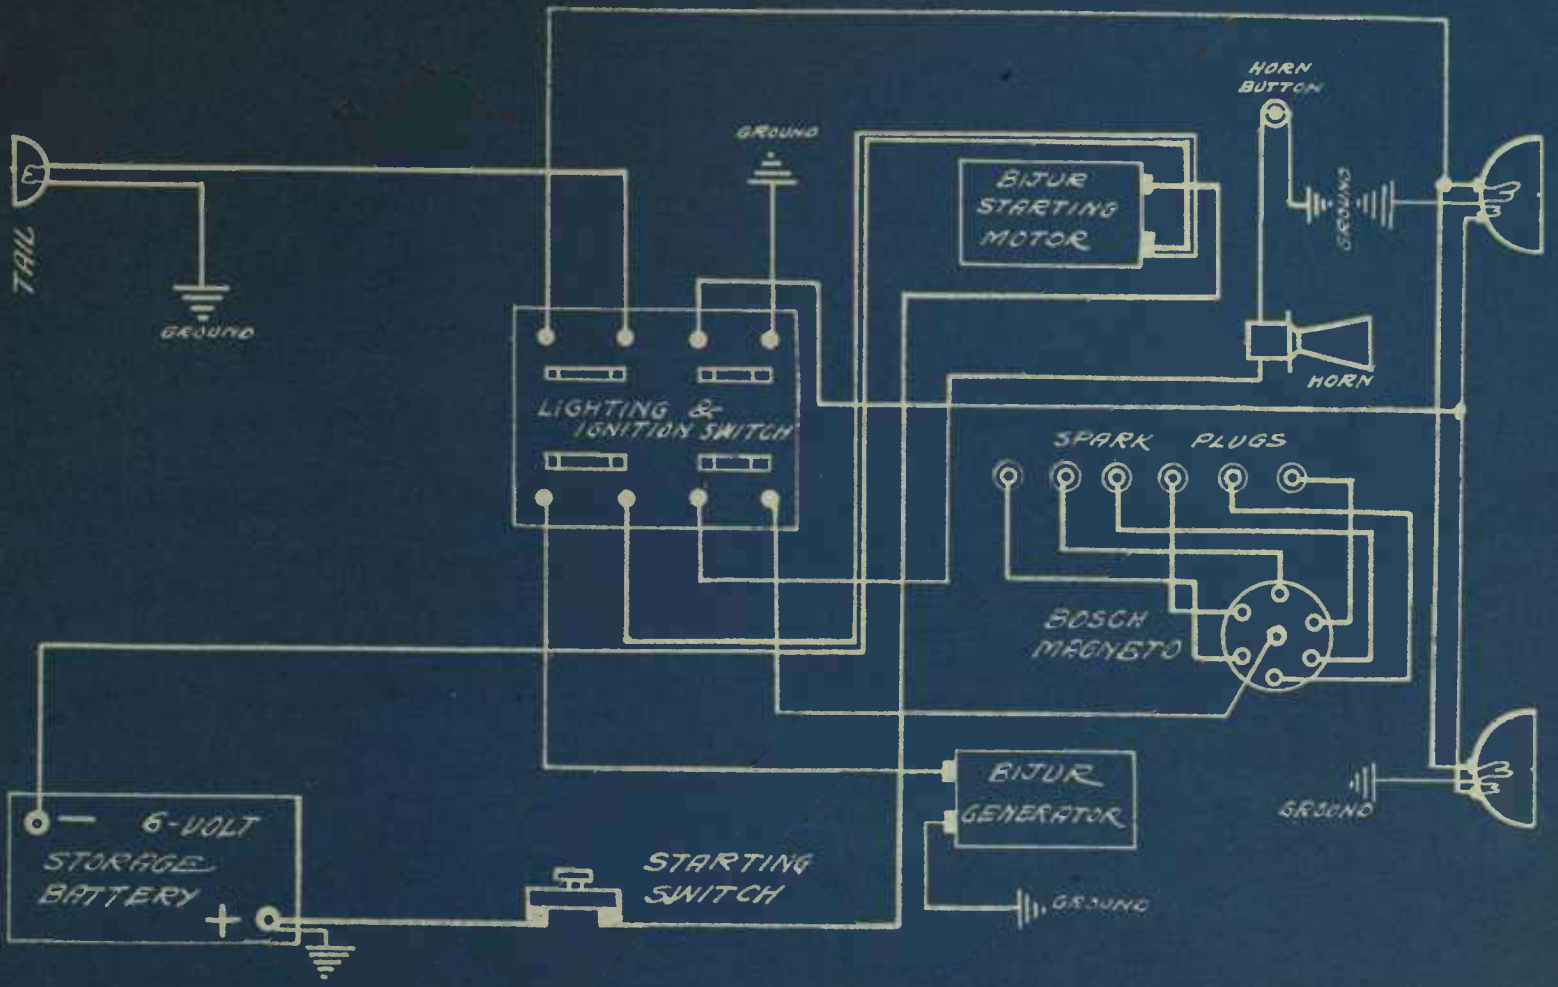 HORN
BUTTON
GROUND
BIJUR
STARTING
MOTOR
GROUND
TAIL
GROUND
HORN
LIGHTING &
IGNITION SWITCH
SPARK PLUGS
BOSCH
MAGNETO
BIJUR
GENERATOR
GROUND
6-VOLT
STORAGE
BATTERY
− +
STARTING
SWITCH
GROUND